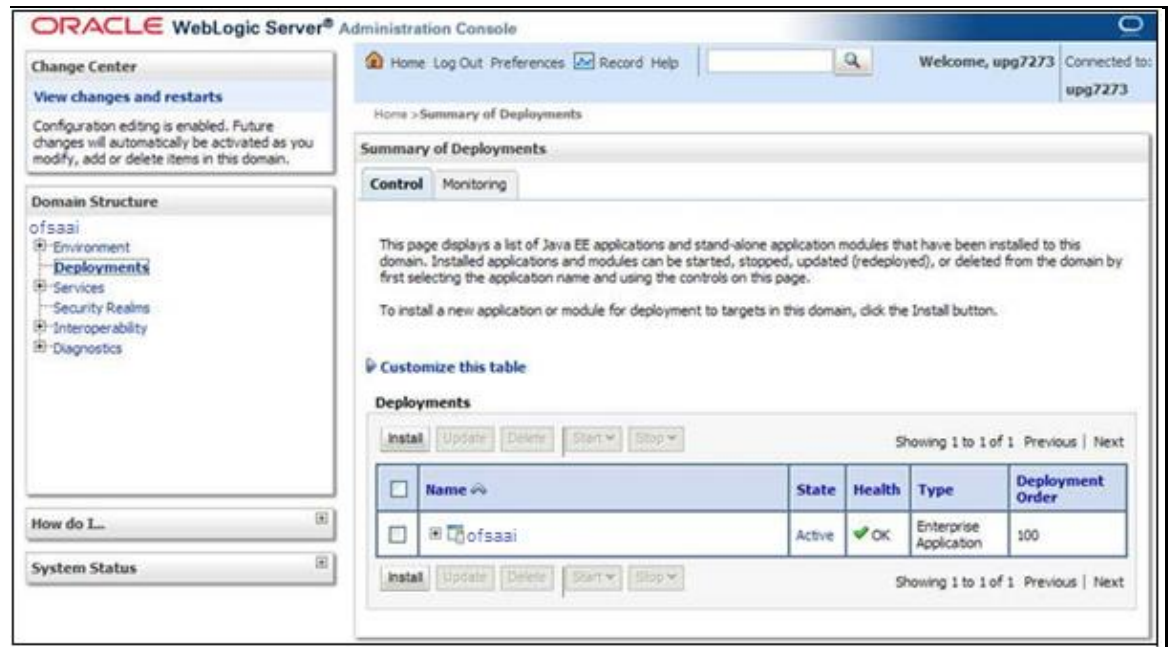 ORACLE WebLogic Server® Administration Console
Change Center
View changes and restarts
Configuration editing is enabled. Future
changes will automatically be activated as you
modify, add or delete items in this domain.
Domain Structure
ofsaai
Environment
Deployments
Services
Security Realms
Interoperability
Diagnostics
How do I...
System Status
Home Log Out Preferences Record Help
Welcome, upg7273
Connected to:
upg7273
Home >Summary of Deployments
Summary of Deployments
Control Monitoring
This page displays a list of Java EE applications and stand-alone application modules that have been installed to this
domain. Installed applications and modules can be started, stopped, updated (redeployed), or deleted from the domain by
first selecting the application name and using the controls on this page.
To install a new application or module for deployment to targets in this domain, click the Install button.
Customize this table
Deployments
Install Update Delete Start Stop Showing 1 to 1 of 1 Previous | Next
Name State Health Type Deployment
Order
ofsaai Active OK Enterprise
Application 100
Install Update Delete Start Stop Showing 1 to 1 of 1 Previous | Next